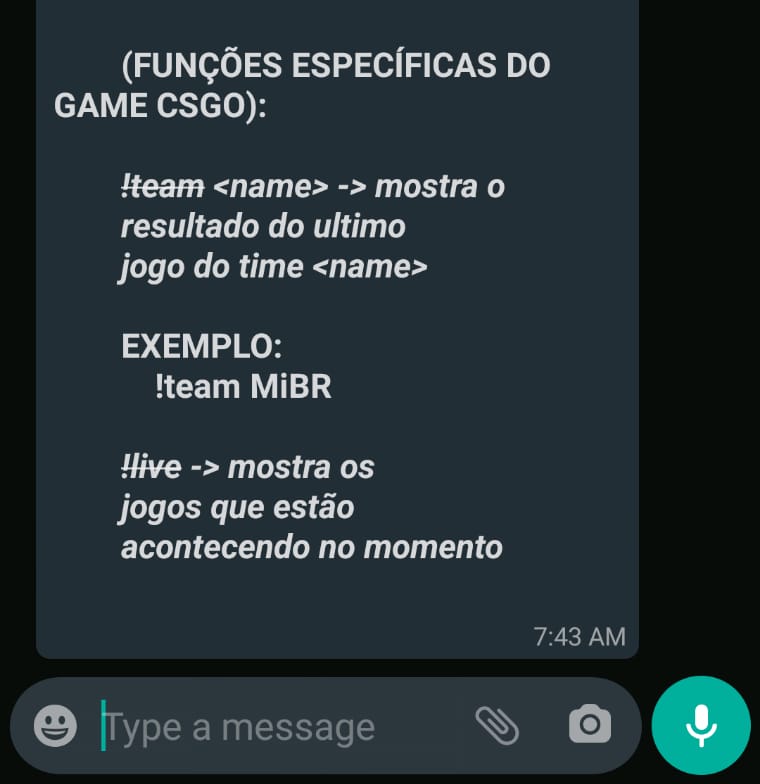 (FUNÇÕES ESPECÍFICAS DO
GAME CSGO):
!team <name> -> mostra o
resultado do ultimo
jogo do time <name>
EXEMPLO:
!team MiBR
!live -> mostra os
jogos que estão
acontecendo no momento
7:43 AM
Type a message